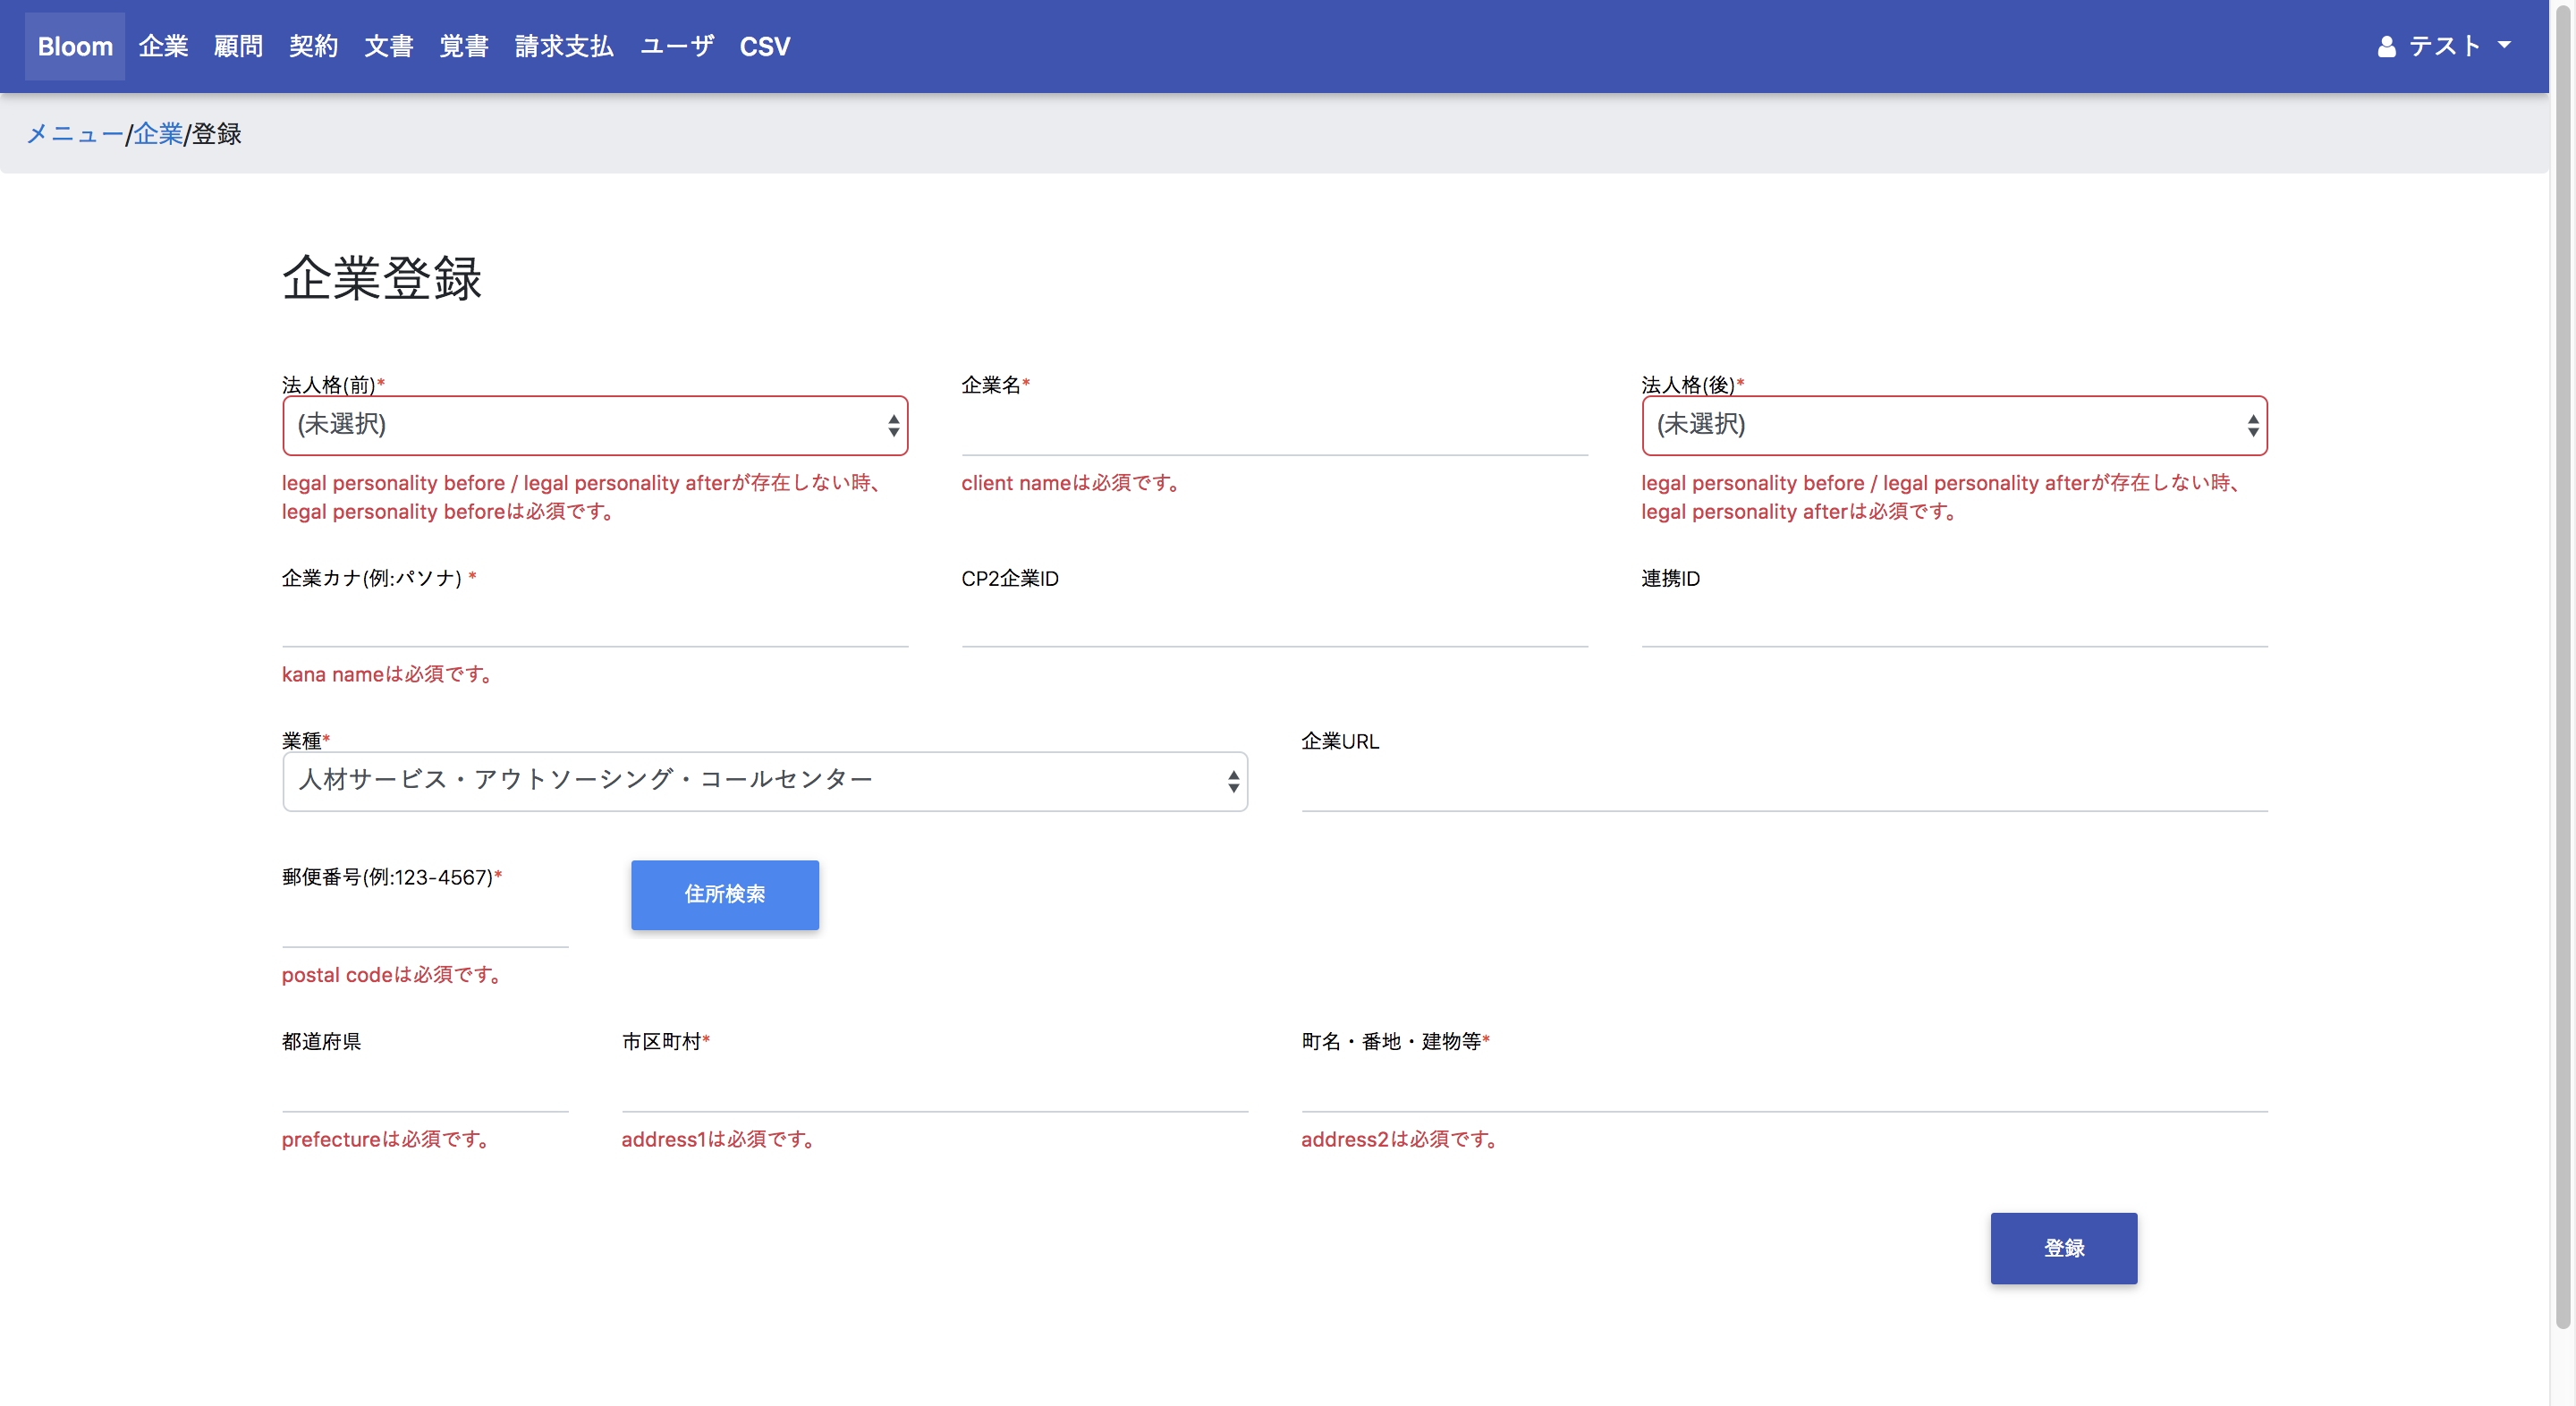 Bloom 企業 顧問 契約 文書 覚書 請求支払 ユーザ CSV テスト
メニュー/企業/登録
企業登録
法人格(前)* 企業名* 法人格(後)*
(未選択) (未選択)
legal personality before / legal personality afterが存在しない時、 client nameは必須です。 legal personality before / legal personality afterが存在しない時、
legal personality beforeは必須です。 legal personality afterは必須です。
企業カナ(例:パソナ) * CP2企業ID 連携ID
kana nameは必須です。
業種* 企業URL
人材サービス・アウトソーシング・コールセンター
郵便番号(例:123-4567)* 住所検索
postal codeは必須です。
都道府県 市区町村* 町名・番地・建物等*
prefectureは必須です。 address1は必須です。 address2は必須です。
登録